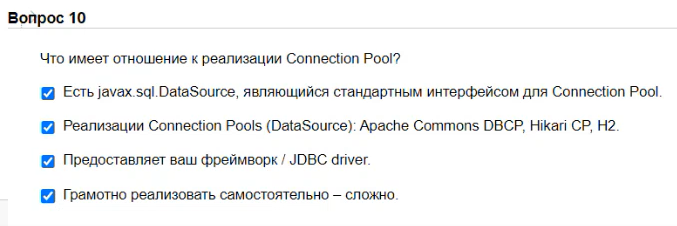 Вопрос 10
Что имеет отношение к реализации Connection Pool?
Есть javax.sql.DataSource, являющийся стандартным интерфейсом для Connection Pool.
Реализации Connection Pools (DataSource): Apache Commons DBCP, Hikari CP, H2.
Предоставляет ваш фреймворк / JDBC driver.
Грамотно реализовать самостоятельно – сложно.